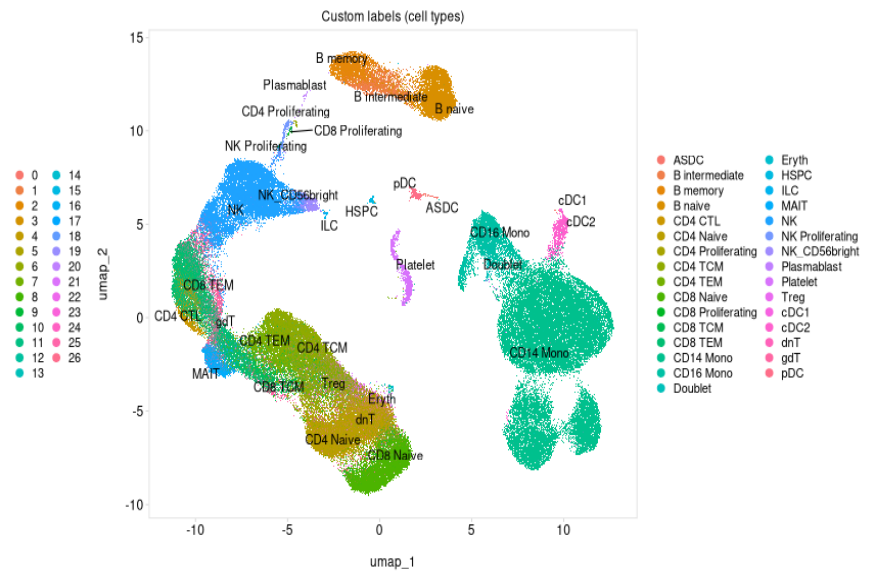 Custom labels (cell types)
15
10
5
0
-5
-10
umap_2
-10
-5
0
5
10
umap_1
B memory
B intermediate
B naive
Plasmablast
CD4 Proliferating
CD8 Proliferating
NK Proliferating
NK_CD56bright
NK
ILC
HSPC
pDC
ASDC
cDC1
cDC2
CD16 Mono
Doublet
Platelet
CD8 TEM
CD4 CTL
gdT
CD4 TEM
CD4 TCM
CD14 Mono
MAIT
CD8 TCM
Treg
Eryth
dnT
CD4 Naive
CD8 Naive
0
1
2
3
4
5
6
7
8
9
10
11
12
13
14
15
16
17
18
19
20
21
22
23
24
25
26
ASDC
B intermediate
B memory
B naive
CD4 CTL
CD4 Naive
CD4 Proliferating
CD4 TCM
CD4 TEM
CD8 Naive
CD8 Proliferating
CD8 TCM
CD8 TEM
CD14 Mono
CD16 Mono
Doublet
Eryth
HSPC
ILC
MAIT
NK
NK Proliferating
NK_CD56bright
Plasmablast
Platelet
Treg
cDC1
cDC2
dnT
gdT
pDC